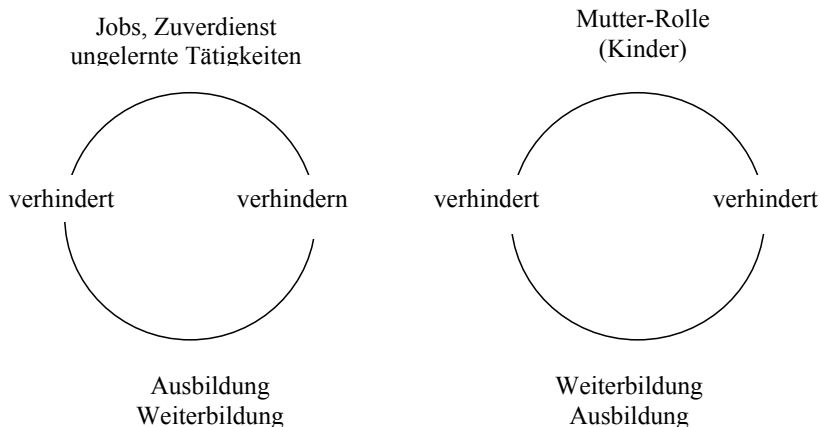 Jobs, Zuverdienst
ungelernte Tätigkeiten
verhindert
verhindern
Ausbildung
Weiterbildung
Mutter-Rolle
(Kinder)
verhindert
verhindert
Weiterbildung
Ausbildung